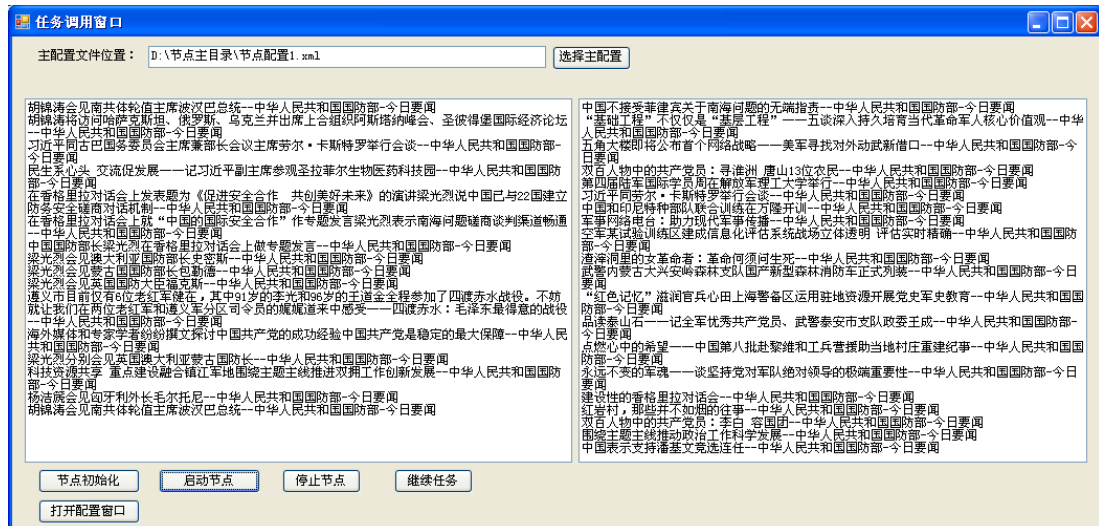 任务调用窗口
主配置文件位置： D:\节点主目录\节点配置1.xml 选择主配置
胡锦涛会见南共体轮值主席波汉巴总统--中华人民共和国国防部-今日要闻
胡锦涛将访问哈萨克斯坦、俄罗斯、乌克兰并出席上合组织阿斯塔纳峰会、圣彼得堡国际经济论坛
--中华人民共和国国防部-今日要闻
习近平同古巴国务委员会主席兼部长会议主席劳尔·卡斯特罗举行会谈--中华人民共和国国防部-
今日要闻
民生系心头 交流促发展——记习近平副主席参观圣拉菲尔生物医药科技园--中华人民共和国国防
部-今日要闻
在香格里拉对话会上发表题为《促进安全合作 共创美好未来》的演讲梁光烈说中国已与22国建立
防务安全磋商对话机制--中华人民共和国国防部-今日要闻
在香格里拉对话会上就“中国的国际安全合作”作专题发言梁光烈表示南海问题磋商谈判渠道畅通
--中华人民共和国国防部-今日要闻
中国国防部长梁光烈在香格里拉对话会上做专题发言--中华人民共和国国防部-今日要闻
梁光烈会见澳大利亚国防部长史密斯--中华人民共和国国防部-今日要闻
梁光烈会见蒙古国国防部长包勒德--中华人民共和国国防部-今日要闻
梁光烈会见英国国防大臣福克斯--中华人民共和国国防部-今日要闻
遵义市目前仅有6位老红军健在，其中91岁的李光和96岁的王道金全程参加了四渡赤水战役。不妨
就让我们在两位老红军和遵义军分区司令员的娓娓道来中感受——四渡赤水：毛泽东最得意的战役
--中华人民共和国国防部-今日要闻
海外媒体和专家学者纷纷撰文探讨中国共产党的成功经验中国共产党是稳定的最大保障--中华人民
共和国国防部-今日要闻
梁光烈分别会见英国澳大利亚蒙古国防长--中华人民共和国国防部-今日要闻
科技资源共享 重点建设融合镇江军地围绕主题主线推进双拥工作创新发展--中华人民共和国国防
部-今日要闻
杨洁篪会见匈牙利外长毛尔托尼--中华人民共和国国防部-今日要闻
胡锦涛会见南共体轮值主席波汉巴总统--中华人民共和国国防部-今日要闻
中国不接受菲律宾关于南海问题的无端指责--中华人民共和国国防部-今日要闻
“基础工程”不仅仅是“基层工程”——五谈深入持久培育当代革命军人核心价值观--中华
人民共和国国防部-今日要闻
五角大楼即将公布首个网络战略——美军寻找对外动武新借口--中华人民共和国国防部-今
日要闻
双百人物中的共产党员：寻淮洲 唐山13位农民--中华人民共和国国防部-今日要闻
第四届陆军国际学员周在解放军理工大学举行--中华人民共和国国防部-今日要闻
习近平同劳尔·卡斯特罗举行会谈--中华人民共和国国防部-今日要闻
中国和印尼特种部队联合训练在万隆开训--中华人民共和国国防部-今日要闻
军事网络电台：助力现代军事传播--中华人民共和国国防部-今日要闻
空军某试验训练区建成信息化评估系统战场立体透明 评估实时精确--中华人民共和国国防
部-今日要闻
渣滓洞里的女革命者：革命何须问生死--中华人民共和国国防部-今日要闻
武警内蒙古大兴安岭森林支队国产新型森林消防车正式列装--中华人民共和国国防部-今日
要闻
“红色记忆”滋润官兵心田上海警备区运用驻地资源开展党史军史教育--中华人民共和国国
防部-今日要闻
品读泰山石——记全军优秀共产党员、武警泰安市支队政委王成--中华人民共和国国防部-
今日要闻
点燃心中的希望——中国第八批赴黎维和工兵营援助当地村庄重建纪事--中华人民共和国国
防部-今日要闻
永远不变的军魂——谈坚持党对军队绝对领导的极端重要性--中华人民共和国国防部-今日
要闻
建设性的香格里拉对话会--中华人民共和国国防部-今日要闻
红岩村，那些并不如烟的往事--中华人民共和国国防部-今日要闻
双百人物中的共产党员：李白 容国团--中华人民共和国国防部-今日要闻
围绕主题主线推动政治工作科学发展--中华人民共和国国防部-今日要闻
中国表示支持潘基文竞选连任--中华人民共和国国防部-今日要闻
节点初始化 启动节点 停止节点 继续任务
打开配置窗口